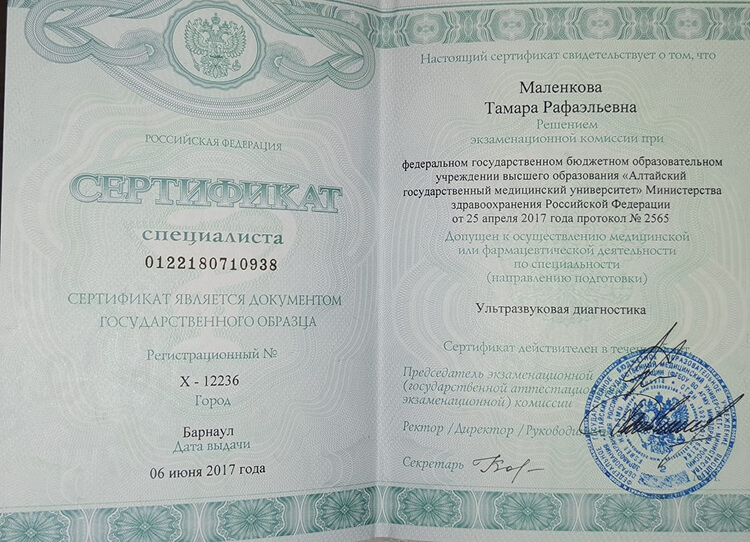 РОССИЙСКАЯ ФЕДЕРАЦИЯ
СЕРТИФИКАТ
специалиста
0122180710938
СЕРТИФИКАТ ЯВЛЯЕТСЯ ДОКУМЕНТОМ
ГОСУДАРСТВЕННОГО ОБРАЗЦА
Регистрационный №
X - 12236
Город
Барнаул
Дата выдачи
06 июня 2017 года
Настоящий сертификат свидетельствует о том, что
Маленкова
Тамара Рафаэльевна
Решением
экзаменационной комиссии при
федеральном государственном бюджетном образовательном
учреждении высшего образования «Алтайский
государственный медицинский университет» Министерства
здравоохранения Российской Федерации
от 25 апреля 2017 года протокол № 2565
Допущен к осуществлению медицинской
или фармацевтической деятельности
по специальности
(направлению подготовки)
Ультразвуковая диагностика
Сертификат действителен в течение
Председатель экзаменационной
(государственной
экзаменационной) комиссии
Ректор / Директор /
Секретарь